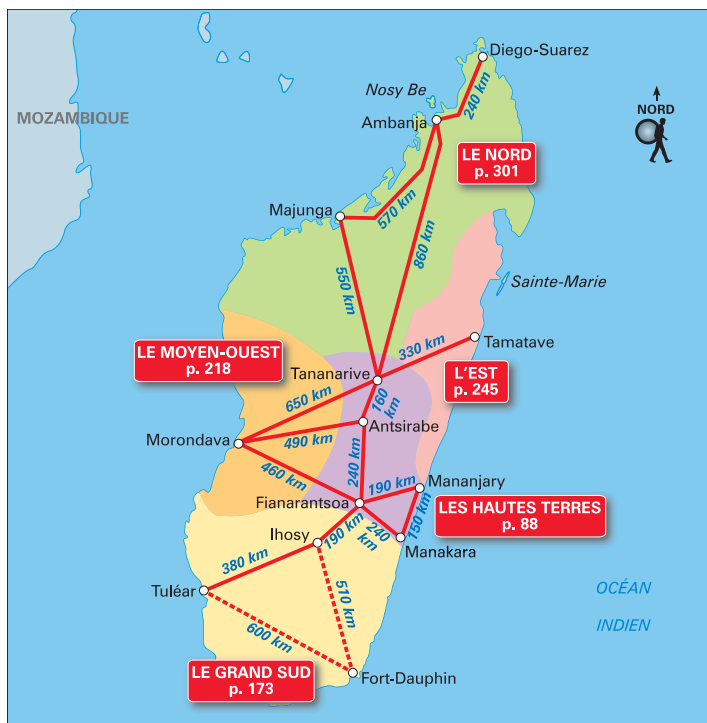 Diego-Suarez
Nosy Be
240 km
MOZAMBIQUE
NORD
Ambanja
LE NORD
p. 301
570 km
Majunga
860 km
550 km
Sainte-Marie
330 km
Tamatave
LE MOYEN-OUEST
p. 218
Tananarive
L'EST
p. 245
650 km
160
km
Antsirabe
Morondava
490 km
460 km
240 km
190 km
Mananjary
Fianarantsoa
LES HAUTES TERRES
p. 88
150 km
Ihosy
190 km
240
km
Manakara
380 km
Tuléar
510 km
OCÉAN
INDIEN
600 km
LE GRAND SUD
p. 173
Fort-Dauphin